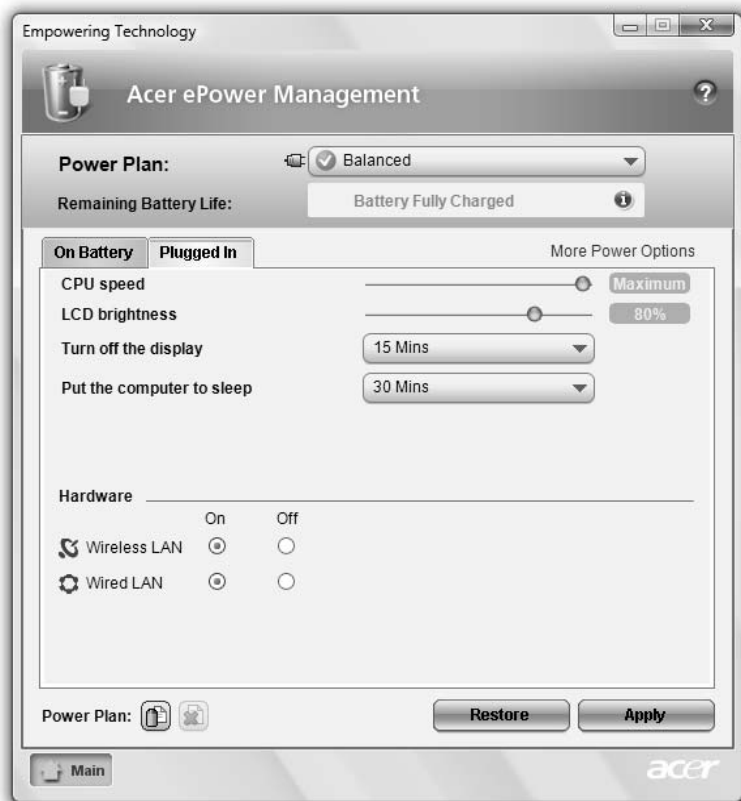 Empowering Technology
Acer ePower Management
?
Power Plan: Balanced
Remaining Battery Life: Battery Fully Charged i
On Battery Plugged In More Power Options
CPU speed Maximum
LCD brightness 80%
Turn off the display 15 Mins
Put the computer to sleep 30 Mins
Hardware
On Off
Wireless LAN
Wired LAN
Power Plan: Restore Apply
Main acer